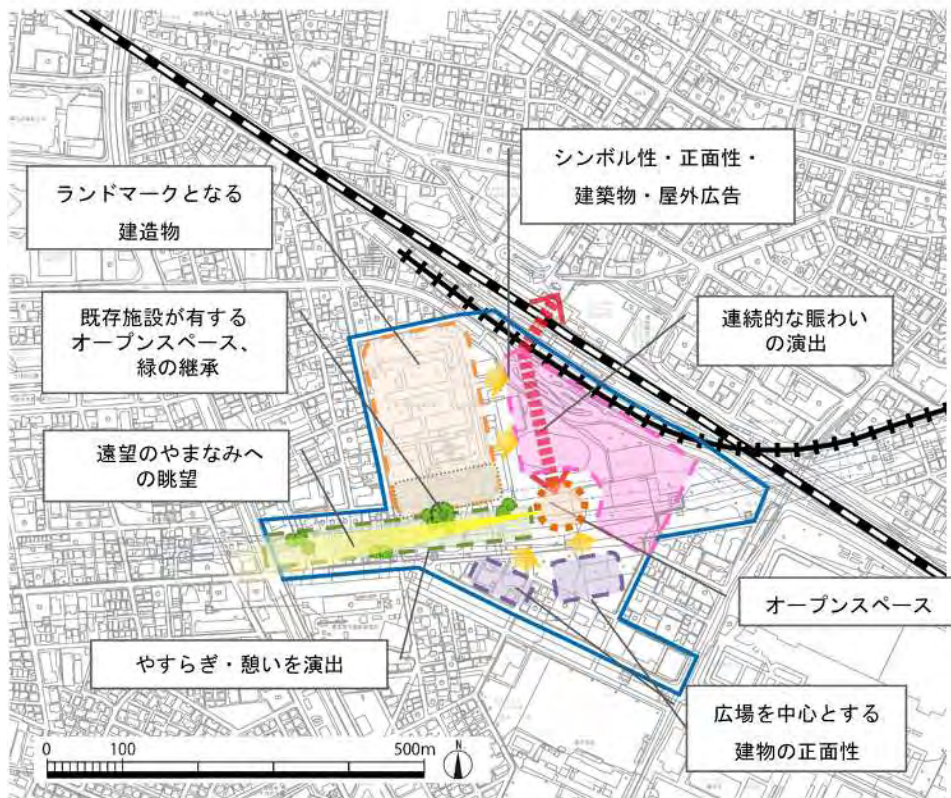 シンボル性・正面性・
建築物・屋外広告
ランドマークとなる
建造物
既存施設が有する
オープンスペース、
緑の継承
連続的な賑わい
の演出
遠望のやまなみへ
の眺望
オープンスペース
やすらぎ・憩いを演出
広場を中心とする
建物の正面性
0 100 500m
N